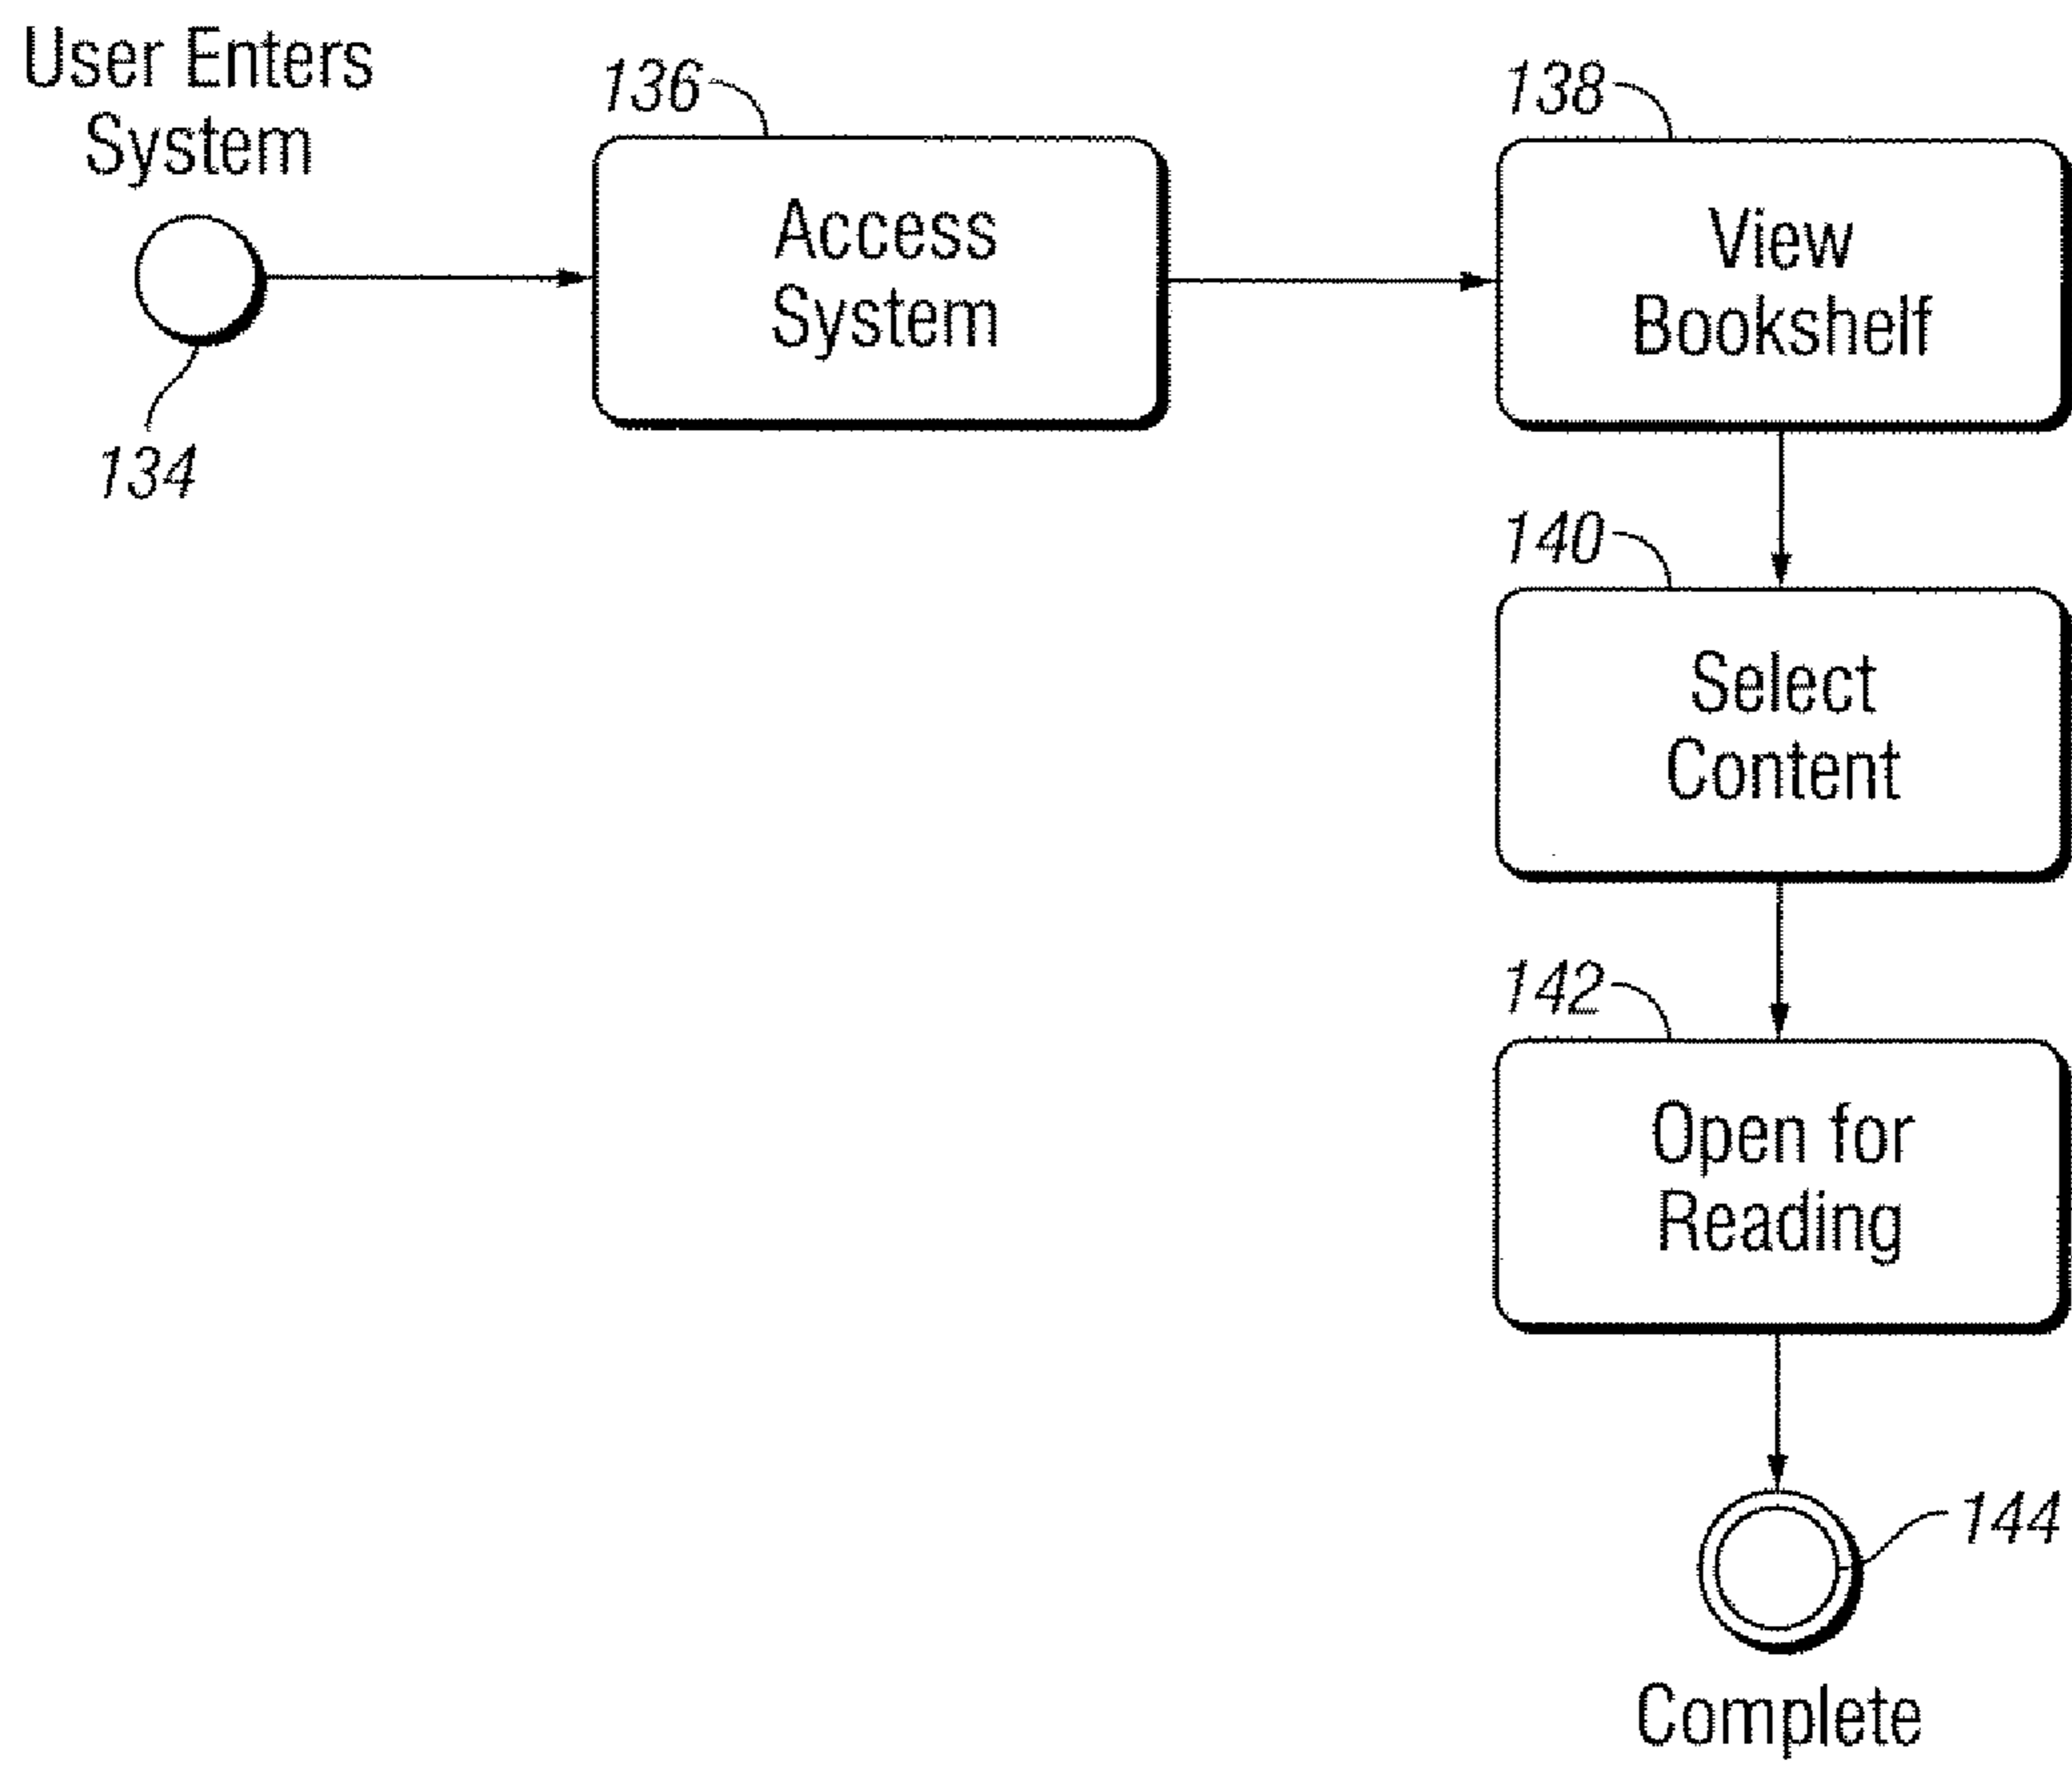 User Enters
System
134
136
Access
System
138
View
Bookshelf
140
Select
Content
142
Open for
Reading
144
Complete